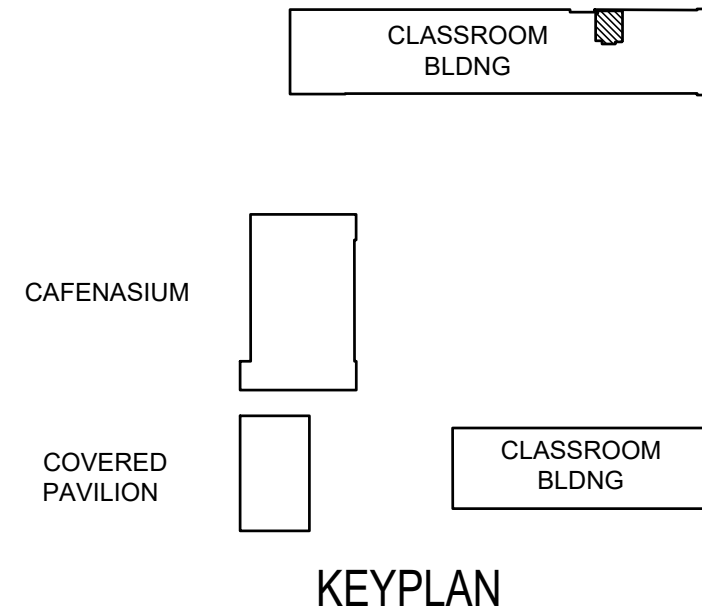 CLASSROOM
BLDNG
CAFENASIUM
COVERED
PAVILION
CLASSROOM
BLDNG
KEYPLAN